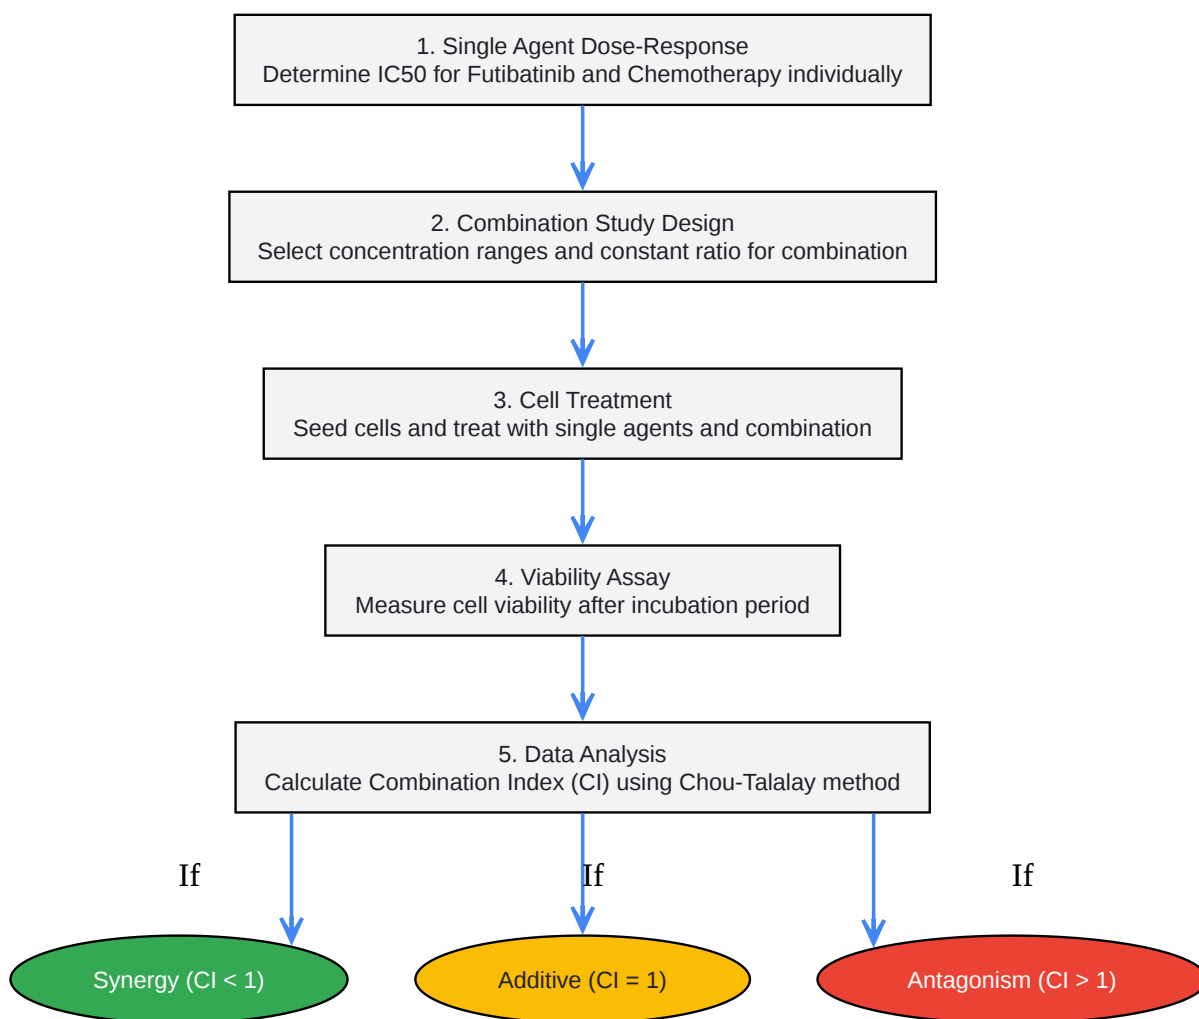 1. Single Agent Dose-Response
Determine IC50 for Futibatinib and Chemotherapy individually
2. Combination Study Design
Select concentration ranges and constant ratio for combination
3. Cell Treatment
Seed cells and treat with single agents and combination
4. Viability Assay
Measure cell viability after incubation period
5. Data Analysis
Calculate Combination Index (CI) using Chou-Talalay method
If
If
If
Synergy (CI < 1)
Additive (CI = 1)
Antagonism (CI > 1)